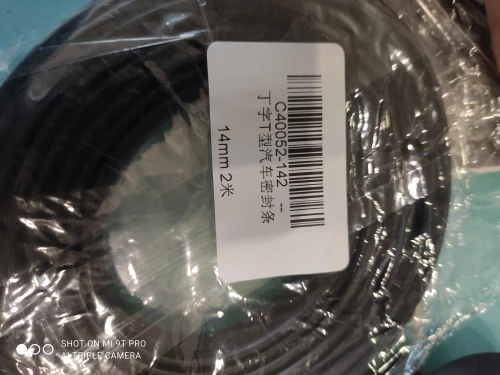 C40052-142 --
丁字T型汽车密封条
14mm 2米
SHOT ON MI 9T PRO
AI TRIPLE CAMERA